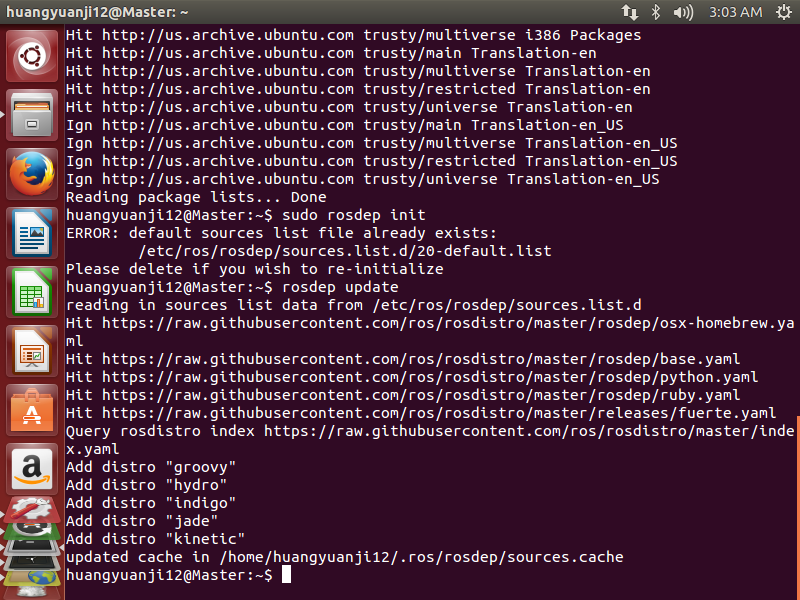 huangyuanji12@Master: ~
3:03 AM
Hit http://us.archive.ubuntu.com trusty/multiverse i386 Packages
Hit http://us.archive.ubuntu.com trusty/main Translation-en
Hit http://us.archive.ubuntu.com trusty/multiverse Translation-en
Hit http://us.archive.ubuntu.com trusty/restricted Translation-en
Hit http://us.archive.ubuntu.com trusty/universe Translation-en
Ign http://us.archive.ubuntu.com trusty/main Translation-en_US
Ign http://us.archive.ubuntu.com trusty/multiverse Translation-en_US
Ign http://us.archive.ubuntu.com trusty/restricted Translation-en_US
Ign http://us.archive.ubuntu.com trusty/universe Translation-en_US
Reading package lists... Done
huangyuanji12@Master:~$ sudo rosdep init
ERROR: default sources list file already exists:
        /etc/ros/rosdep/sources.list.d/20-default.list
Please delete if you wish to re-initialize
huangyuanji12@Master:~$ rosdep update
reading in sources list data from /etc/ros/rosdep/sources.list.d
Hit https://raw.githubusercontent.com/ros/rosdistro/master/rosdep/osx-homebrew.ya
ml
Hit https://raw.githubusercontent.com/ros/rosdistro/master/rosdep/base.yaml
Hit https://raw.githubusercontent.com/ros/rosdistro/master/rosdep/python.yaml
Hit https://raw.githubusercontent.com/ros/rosdistro/master/rosdep/ruby.yaml
Hit https://raw.githubusercontent.com/ros/rosdistro/master/releases/fuerte.yaml
Query rosdistro index https://raw.githubusercontent.com/ros/rosdistro/master/inde
x.yaml
Add distro "groovy"
Add distro "hydro"
Add distro "indigo"
Add distro "jade"
Add distro "kinetic"
updated cache in /home/huangyuanji12/.ros/rosdep/sources.cache
huangyuanji12@Master:~$